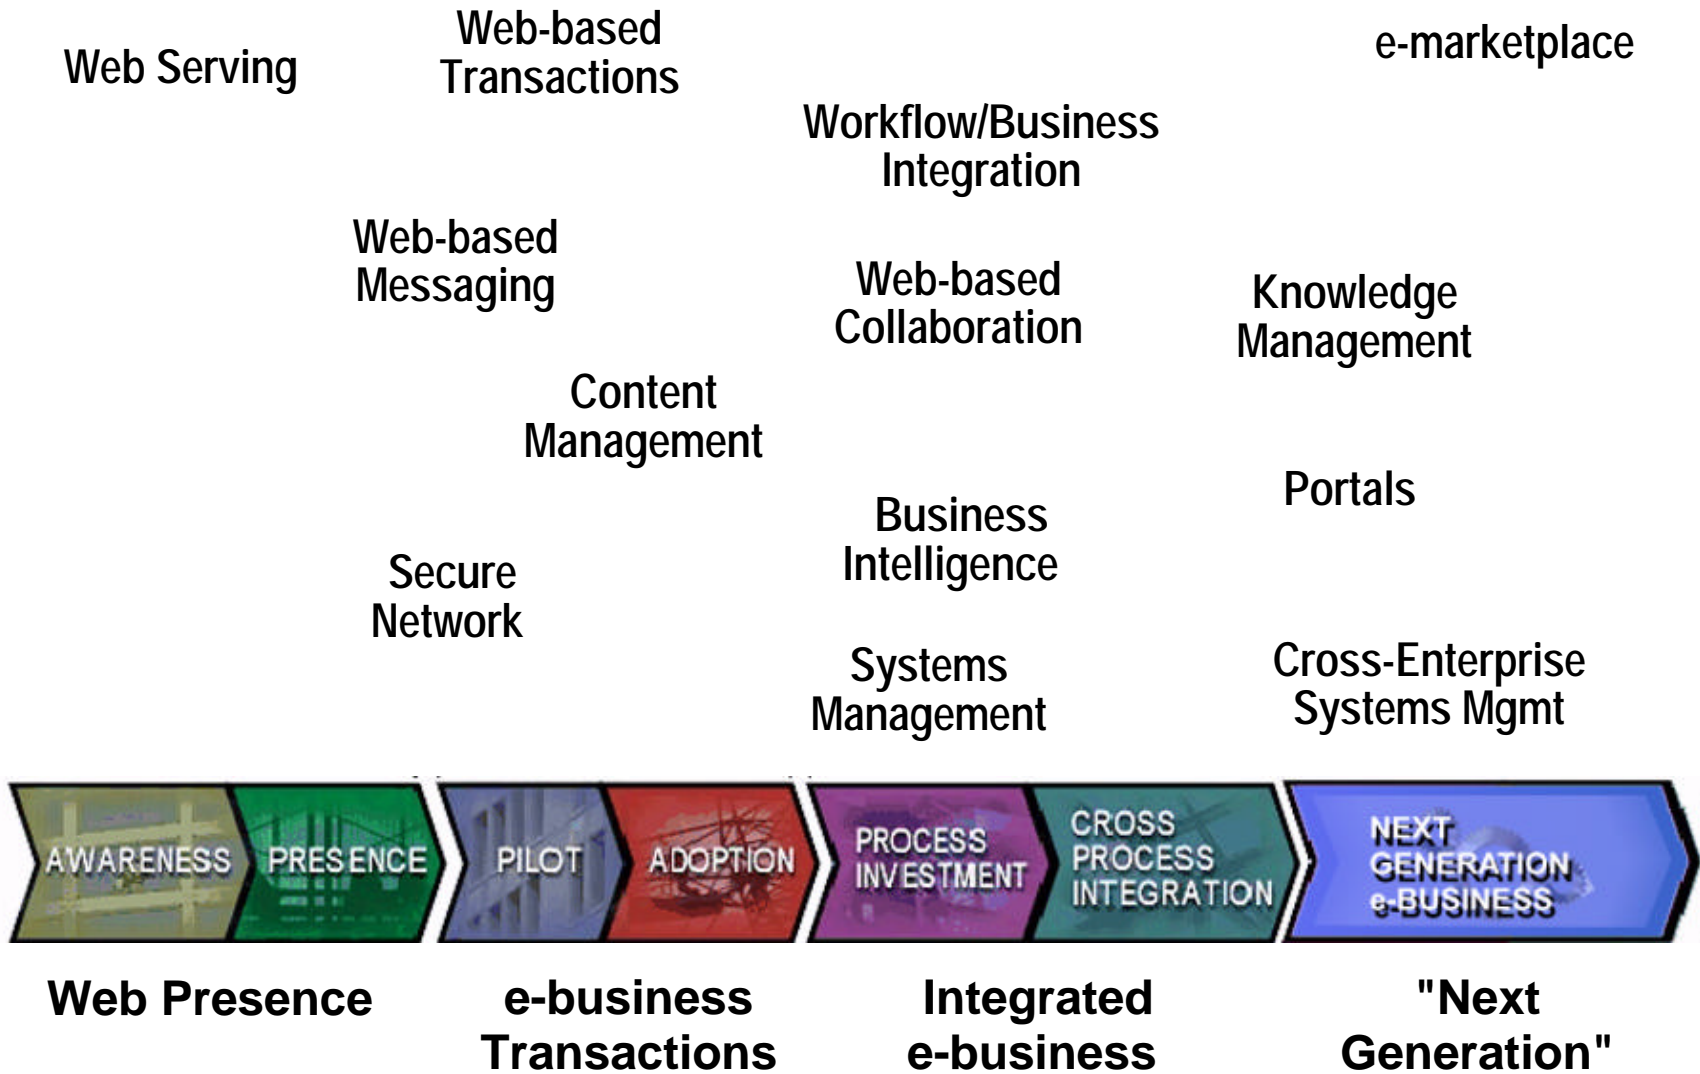 Web Serving
Web-based
Transactions
e-marketplace
Workflow/Business
Integration
Web-based
Messaging
Web-based
Collaboration
Knowledge
Management
Content
Management
Portals
Business
Intelligence
Secure
Network
Systems
Management
Cross-Enterprise
Systems Mgmt
AWARENESS
PRESENCE
PILOT
ADOPTION
PROCESS
INVESTMENT
CROSS
PROCESS
INTEGRATION
NEXT
GENERATION
e-BUSINESS
Web Presence
e-business
Transactions
Integrated
e-business
"Next
Generation"